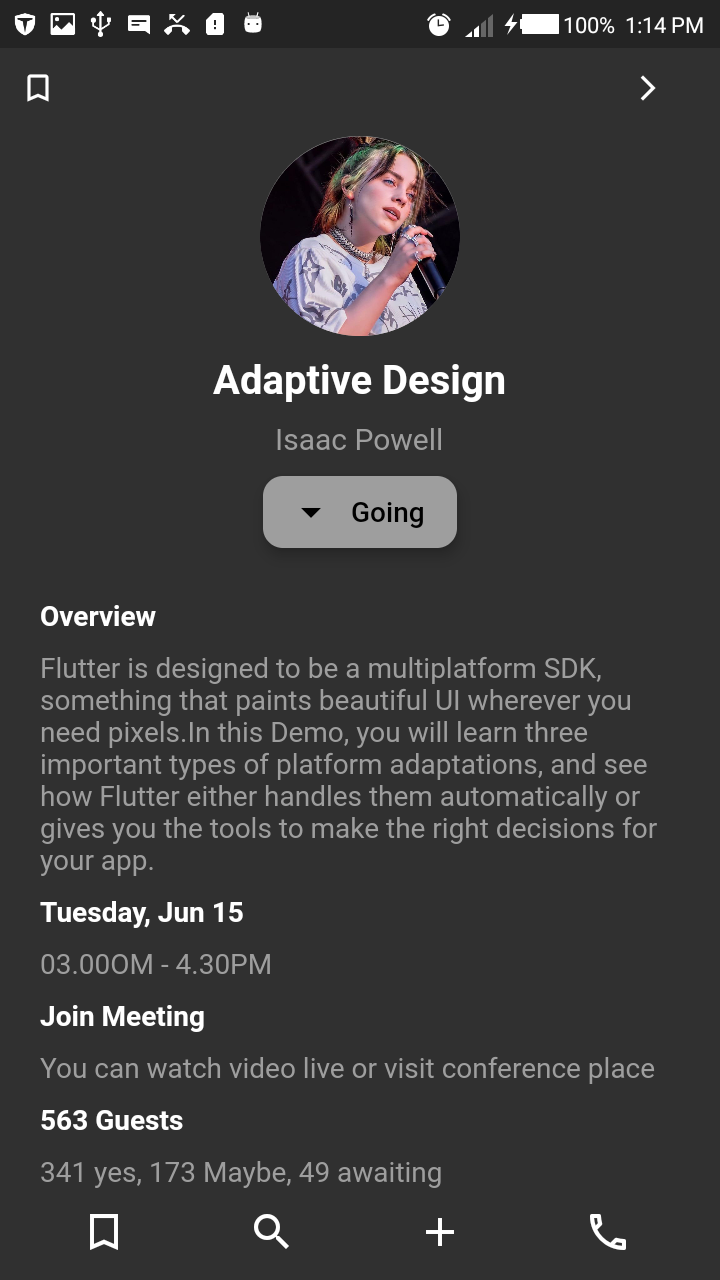 100% 1:14 PM
Adaptive Design
Isaac Powell
Going
Overview
Flutter is designed to be a multiplatform SDK,
something that paints beautiful UI wherever you
need pixels.In this Demo, you will learn three
important types of platform adaptations, and see
how Flutter either handles them automatically or
gives you the tools to make the right decisions for
your app.
Tuesday, Jun 15
03.00OM - 4.30PM
Join Meeting
You can watch video live or visit conference place
563 Guests
341 yes, 173 Maybe, 49 awaiting